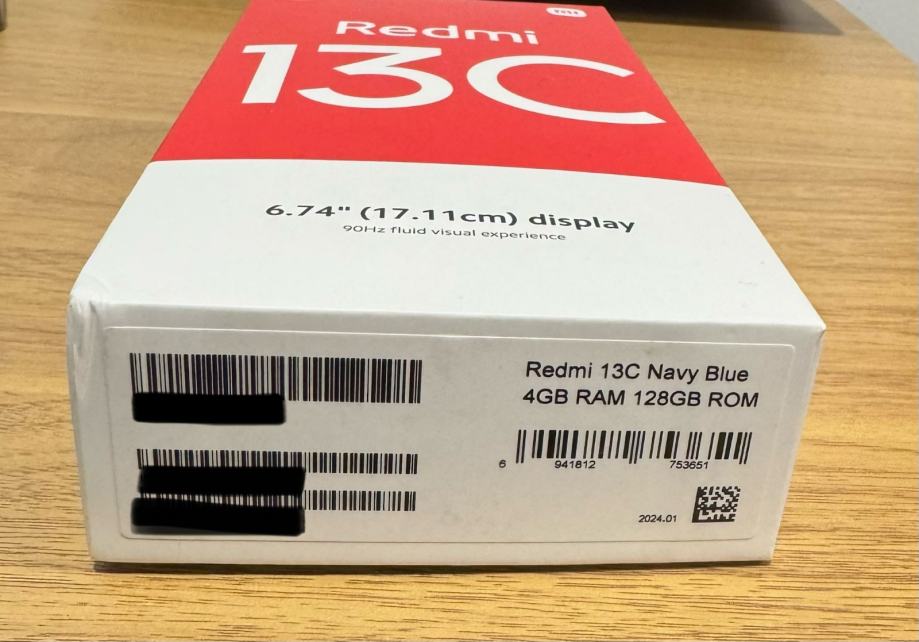 mi
Redmi
13C
6.74" (17.11cm) display
90Hz fluid visual experience
Redmi 13C Navy Blue
4GB RAM 128GB ROM
6 941812 753651
2024.01